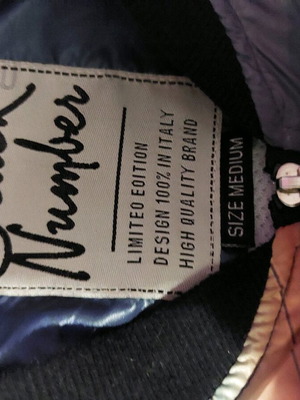 Number
LIMITED EDITION
DESIGN 100% IN ITALY
HIGH QUALITY BRAND
SIZE MEDIUM